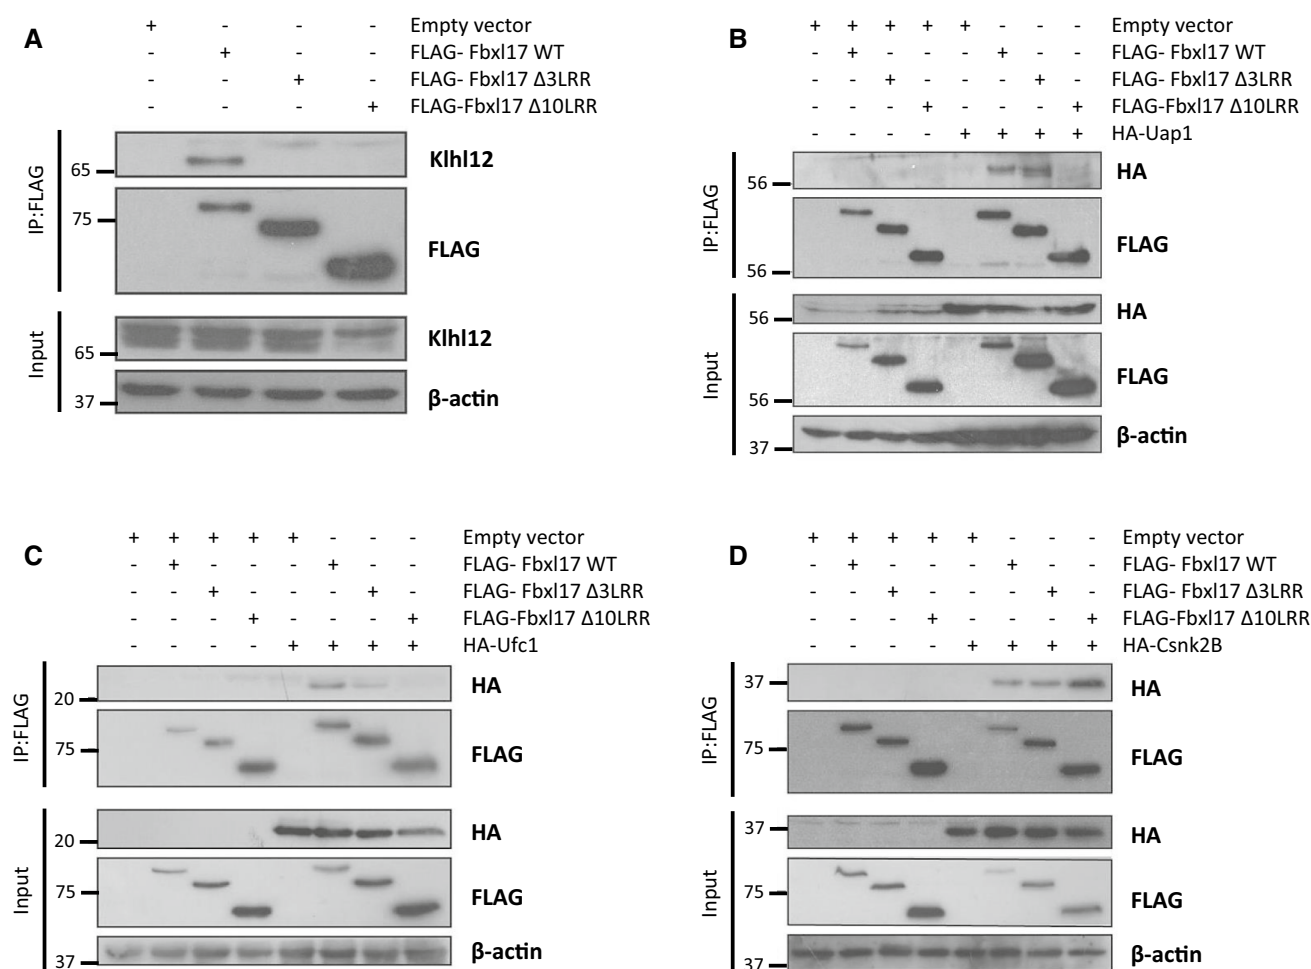 A
+ - - - Empty vector
- + - - FLAG- Fbxl17 WT
- - + - FLAG- Fbxl17 Δ3LRR
- - - + FLAG-Fbxl17 Δ10LRR
IP:FLAG
65
Klhl12
75
FLAG
Input
65
Klhl12
37
β-actin
B
+ + + + + - - - Empty vector
- + - - - + - - FLAG- Fbxl17 WT
- - + - - - + - FLAG- Fbxl17 Δ3LRR
- - - + - - - + FLAG-Fbxl17 Δ10LRR
- - - - + + + + HA-Uap1
IP:FLAG
56
HA
56
FLAG
Input
56
HA
56
FLAG
37
β-actin
C
+ + + + + - - - Empty vector
- + - - - + - - FLAG- Fbxl17 WT
- - + - - - + - FLAG- Fbxl17 Δ3LRR
- - - + - - - + FLAG-Fbxl17 Δ10LRR
- - - - + + + + HA-Ufc1
IP:FLAG
20
HA
75
FLAG
Input
20
HA
75
FLAG
37
β-actin
D
+ + + + + - - - Empty vector
- + - - - + - - FLAG- Fbxl17 WT
- - + - - - + - FLAG- Fbxl17 Δ3LRR
- - - + - - - + FLAG-Fbxl17 Δ10LRR
- - - - + + + + HA-Csnk2B
IP:FLAG
37
HA
75
FLAG
Input
37
HA
75
FLAG
37
β-actin